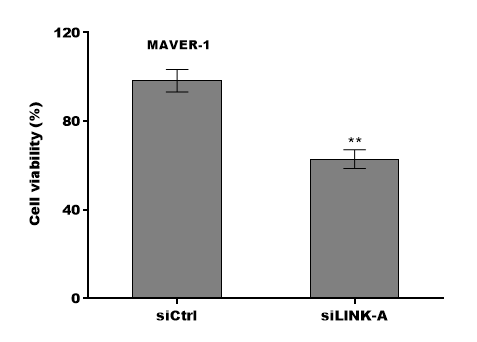 120
MAVER-1
80
**
40
0
Cell viability (%)
siCtrl
siLINK-A